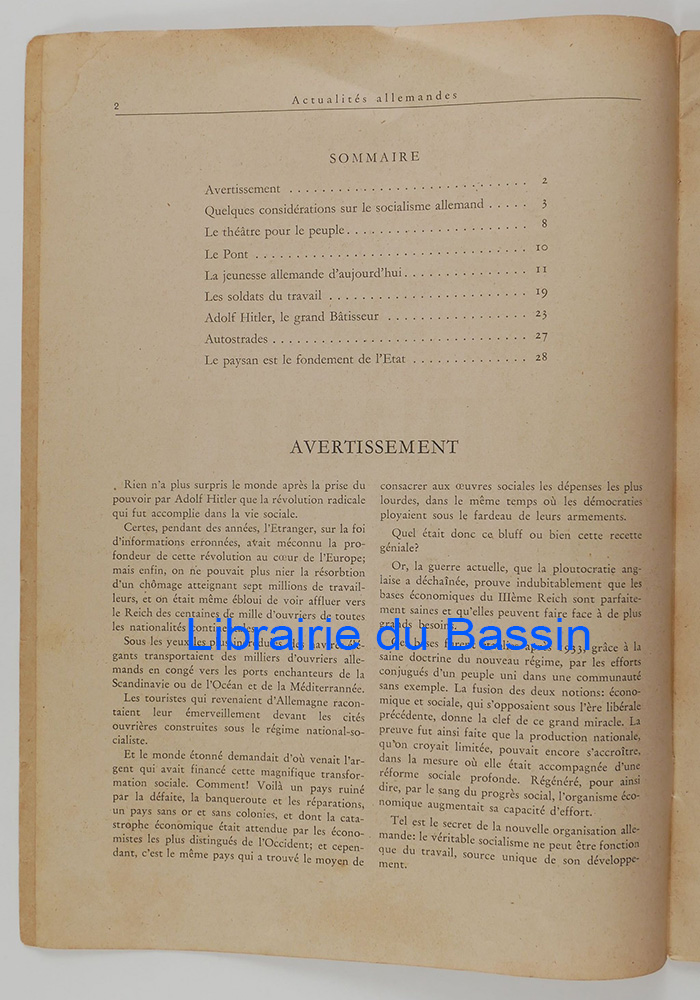 2
Actualités allemandes
SOMMAIRE
Avertissement . . . . . . . . . . . . . . . . . . . . . . . . . . . . . 2
Quelques considérations sur le socialisme allemand . . . . . 3
Le théâtre pour le peuple . . . . . . . . . . . . . . . . . . . . . . 8
Le Pont . . . . . . . . . . . . . . . . . . . . . . . . . . . . . . . . . 10
La jeunesse allemande d'aujourd'hui . . . . . . . . . . . . . . . 11
Les soldats du travail . . . . . . . . . . . . . . . . . . . . . . . . 19
Adolf Hitler, le grand Bâtisseur . . . . . . . . . . . . . . . . . 23
Autostrades . . . . . . . . . . . . . . . . . . . . . . . . . . . . . . . 27
Le paysan est le fondement de l'Etat . . . . . . . . . . . . . . 28
AVERTISSEMENT
Rien n'a plus surpris le monde après la prise du
pouvoir par Adolf Hitler que la révolution radicale
qui fut accomplie dans la vie sociale.
Certes, pendant des années, l'Etranger, sur la foi
d'informations erronnées, avait méconnu la pro-
fondeur de cette révolution au cœur de l'Europe;
mais enfin, on ne pouvait plus nier la résorbtion
d'un chômage atteignant sept millions de travail-
leurs, et on était même ébloui de voir affluer vers
le Reich des centaines de mille d'ouvriers de toutes
les nationalités
Sous les yeux les plus
gants transportaient des milliers d'ouvriers alle-
mands en congé vers les ports enchanteurs de la
Scandinavie ou de l'Océan et de la Méditerrannée.
Les touristes qui revenaient d'Allemagne racon-
taient leur émerveillement devant les cités
ouvrières construites sous le régime national-so-
cialiste.
Et le monde étonné demandait d'où venait l'ar-
gent qui avait financé cette magnifique transfor-
mation sociale. Comment! Voilà un pays ruiné
par la défaite, la banqueroute et les réparations,
un pays sans or et sans colonies, et dont la cata-
strophe économique était attendue par les écono-
mistes les plus distingués de l'Occident; et cepen-
dant, c'est le même pays qui a trouvé le moyen de
consacrer aux œuvres sociales les dépenses les plus
lourdes, dans le même temps où les démocraties
ployaient sous le fardeau de leurs armements.
Quel était donc ce bluff ou bien cette recette
géniale?
Or, la guerre actuelle, que la ploutocratie ang-
laise a déchaînée, prouve indubitablement que les
bases économiques du IIIème Reich sont parfaite-
ment saines et qu'elles peuvent faire face à de plus
grands besoins.
après 1933, grâce à la
saine doctrine du nouveau régime, par les efforts
conjugués d'un peuple uni dans une communauté
sans exemple. La fusion des deux notions: écono-
mique et sociale, qui s'opposaient sous l'ère libérale
précédente, donne la clef de ce grand miracle. La
preuve fut ainsi faite que la production nationale,
qu'on croyait limitée, pouvait encore s'accroître,
dans la mesure où elle était accompagnée d'une
réforme sociale profonde. Régénéré, pour ainsi
dire, par le sang du progrès social, l'organisme éco-
nomique augmentait sa capacité d'effort.
Tel est le secret de la nouvelle organisation alle-
mande: le véritable socialisme ne peut être fonction
que du travail, source unique de son développe-
ment.
Librairie du Bassin